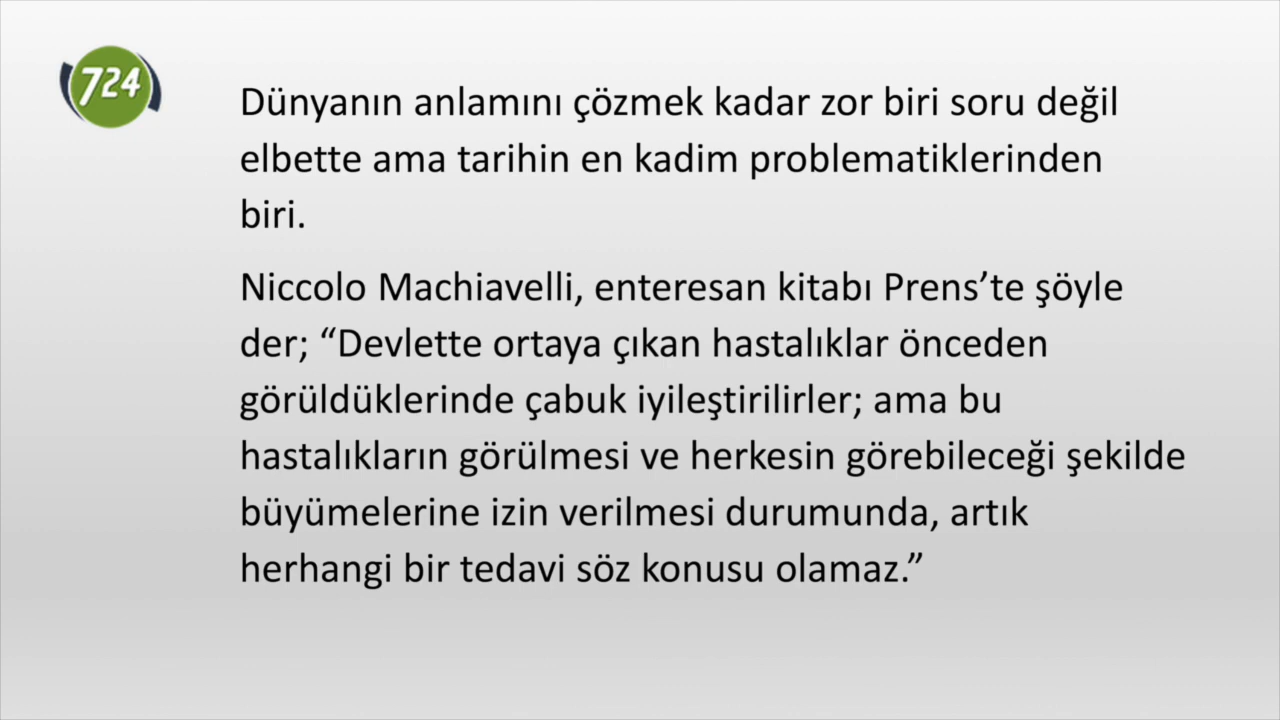 724
Dünyanın anlamını çözmek kadar zor biri soru değil
elbette ama tarihin en kadim problematiklerinden
biri.
Niccolo Machiavelli, enteresan kitabı Prens’te şöyle
der; “Devlette ortaya çıkan hastalıklar önceden
görüldüklerinde çabuk iyileştirilirler; ama bu
hastalıkların görülmesi ve herkesin görebileceği şekilde
büyümelerine izin verilmesi durumunda, artık
herhangi bir tedavi söz konusu olamaz.”